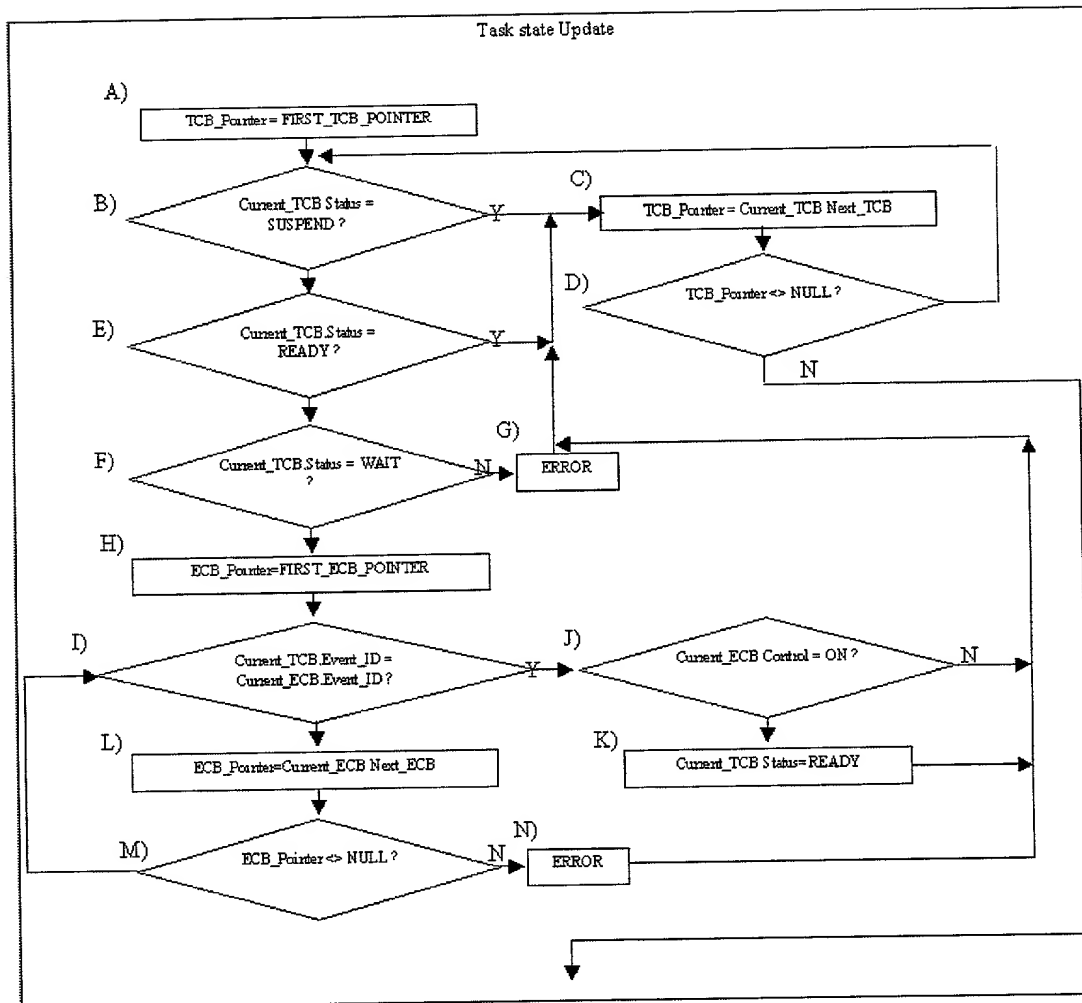 Task state Update
A)
TCB_Pointer = FIRST_TCB_POINTER
B)
Current_TCB Status =
SUSPEND ?
Y
C)
TCB_Pointer = Current_TCB Next_TCB
D)
TCB_Pointer <> NULL ?
N
E)
Current_TCB.Status =
READY ?
Y
F)
Current_TCB.Status = WAIT
?
N
G)
ERROR
H)
ECB_Pointer=FIRST_ECB_POINTER
I)
Current_TCB.Event_ID =
Current_ECB.Event_ID ?
Y
J)
Current_ECB Control = ON ?
N
K)
Current_TCB Status=READY
L)
ECB_Pointer=Current_ECB Next_ECB
M)
ECB_Pointer <> NULL ?
N
N)
ERROR